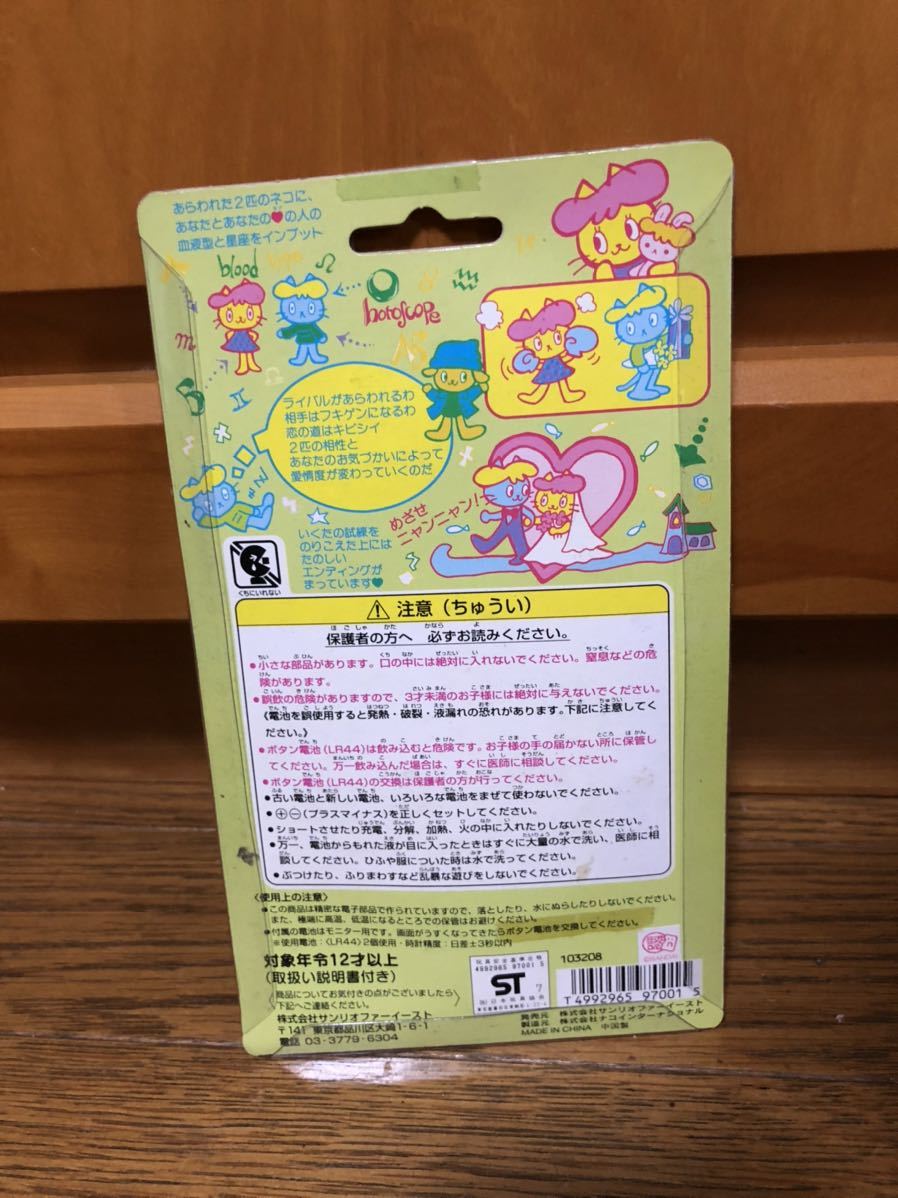 あらわれた2匹のネコに、
あなたとあなたの♥の人の
血液型と星座をインプット
blood type
horoscope
ライバルがあらわれるわ
相手はフキゲンになるわ
恋の道はキビシイ
2匹の相性と
あなたのお気づかいによって
愛情度が変わっていくのだ
いくたの試練を
のりこえた上には
たのしい
エンディングが
まっています♥
めざせ
ニャンニャン!!
くちにいれない
⚠ 注意(ちゅうい)
保護者の方へ 必ずお読みください。
●小さな部品があります。口の中には絶対に入れないでください。窒息などの危
険があります。
●誤飲の危険がありますので、3才未満のお子様には絶対に与えないでください。
《電池を誤使用すると発熱・破裂・液漏れの恐れがあります。下記に注意してく
ださい。》
●ボタン電池(LR44)は飲み込むと危険です。お子様の手の届かない所に保管し
てください。万一飲み込んだ場合は、すぐに医師に相談してください。
●ボタン電池(LR44)の交換は保護者の方が行ってください。
●古い電池と新しい電池、いろいろな電池をまぜて使わないでください。
●⊕⊖(プラスマイナス)を正しくセットしてください。
●ショートさせたり充電、分解、加熱、火の中に入れたりしないでください。
●万一、電池からもれた液が目に入ったときはすぐに大量の水で洗い、医師に相
談してください。ひふや服についた時は水で洗ってください。
●ぶつけたり、ふりまわすなど乱暴な遊びをしないでください。
〈使用上の注意〉
●この商品は精密な電子部品で作られていますので、落としたり、水にぬらしたりしないでください。
また、極端に高温、低温になるところでの保管はお避けください。
●付属の電池はモニター用です。画面がうすくなってきたらボタン電池を交換してください。
※使用電池:〈LR44〉2個使用・時計精度:日差±3秒以内
対象年令12才以上
(取扱い説明書付き)
〈商品についてお気付きの点がございましたら
下記へご連絡ください。〉
株式会社サンリオファーイースト
〒141 東京都品川区大崎1-6-1
電話 03-3779-6304
玩具安全基準合格
4992965 97001 5
ST 7
(社)日本玩具協会
103208
©BANDAI
T4992965 97001 5
発売元 株式会社サンリオファーイースト
製造元 株式会社ナコインターナショナル
MADE IN CHINA 中国製